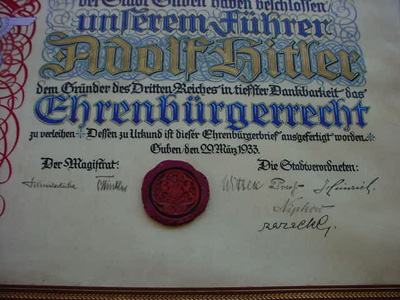 der Stadt Guben haben beschlossen
unserem Führer
Adolf Hitler
dem Gründer des Dritten Reiches in tiefster Dankbarkeit das
Ehrenbürgerrecht
zu verleihen Dessen zu Urkund ist dieser Ehrenbürgerbrief ausgefertigt worden
Guben, den 29 März 1933.
Der Magistrat: Die Stadtverordneten: